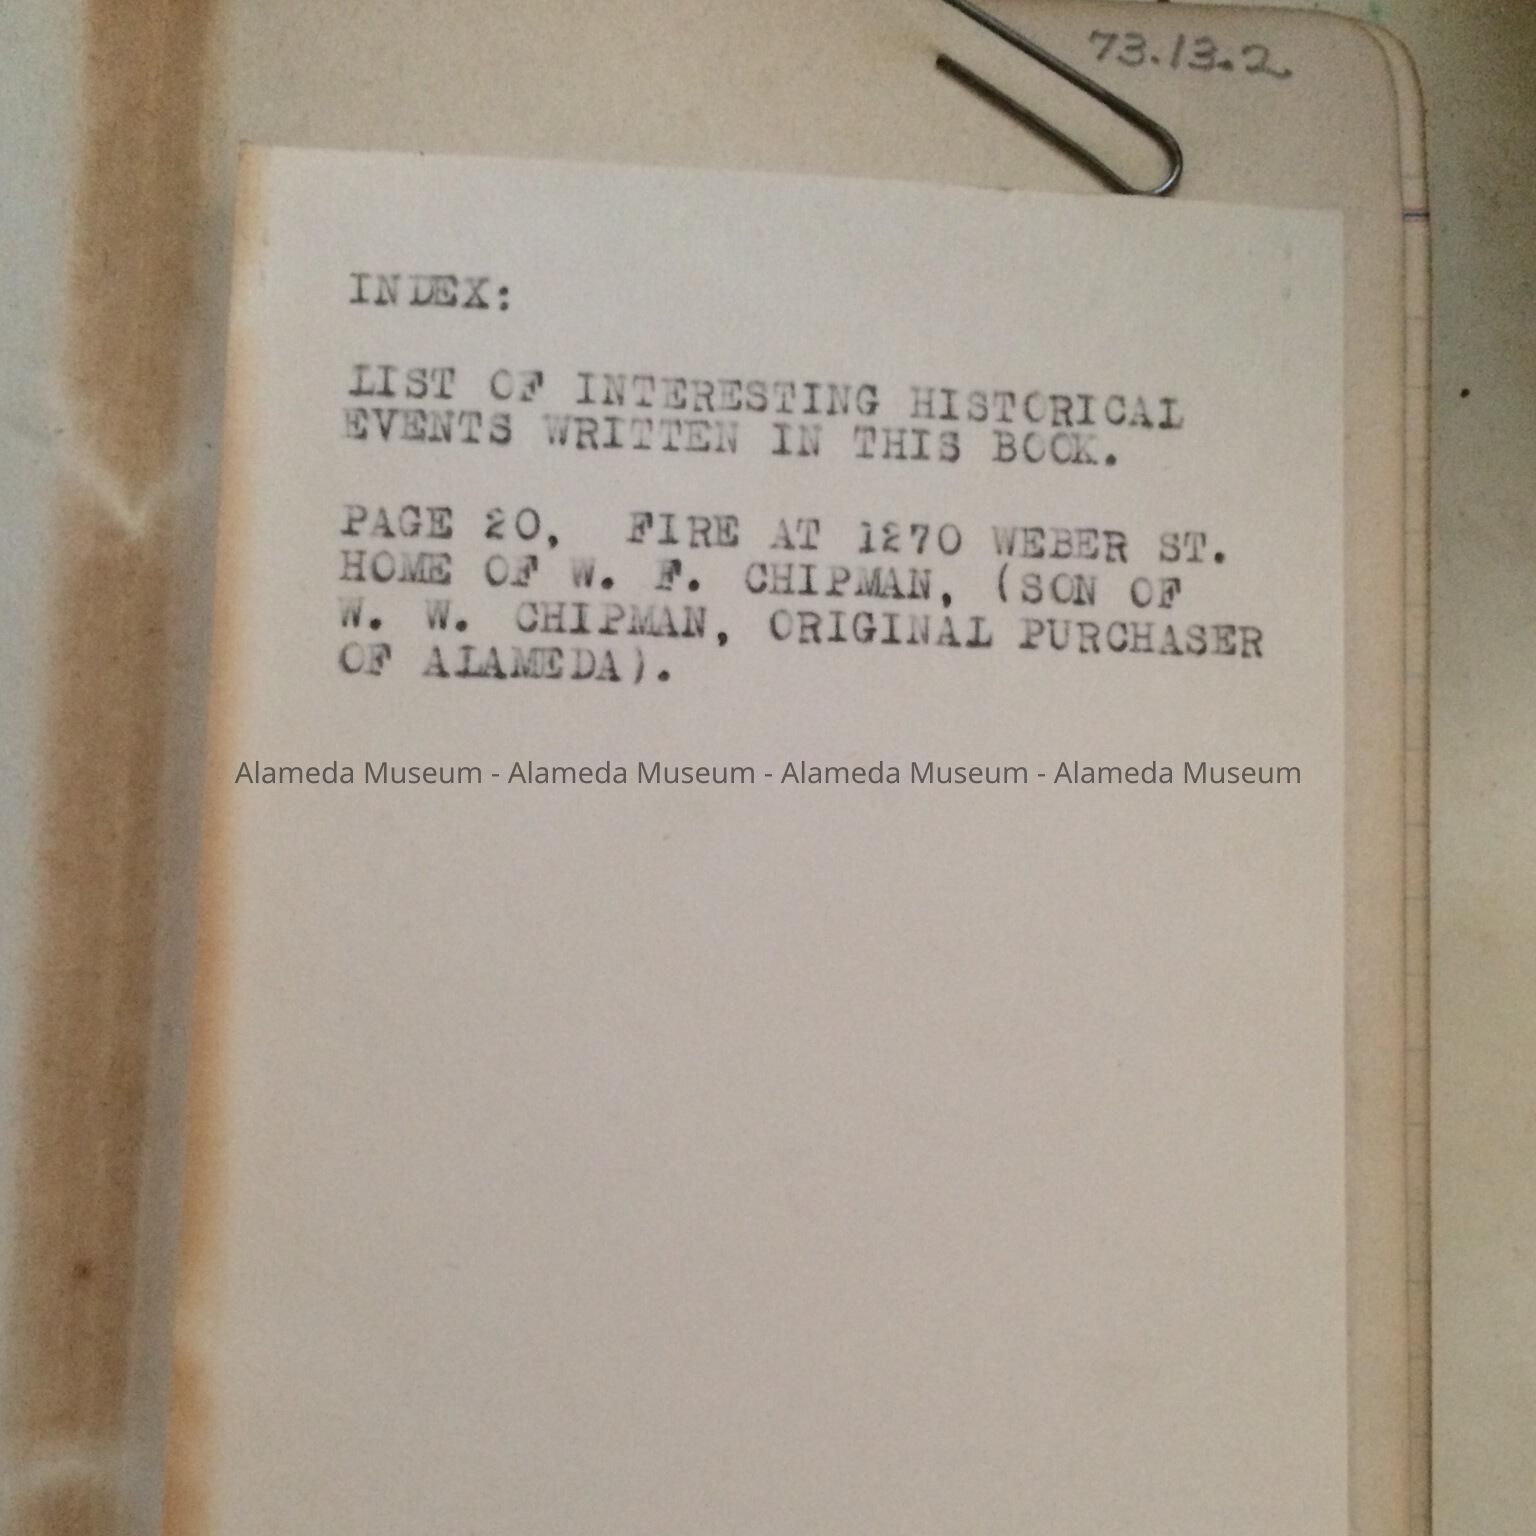 73.13.2
INDEX:
LIST OF INTERESTING HISTORICAL
EVENTS WRITTEN IN THIS BOOK.
PAGE 20, FIRE AT 1270 WEBER ST.
HOME OF W. F. CHIPMAN, (SON OF
W. W. CHIPMAN, ORIGINAL PURCHASER
OF ALAMEDA).
Alameda Museum - Alameda Museum - Alameda Museum - Alameda Museum